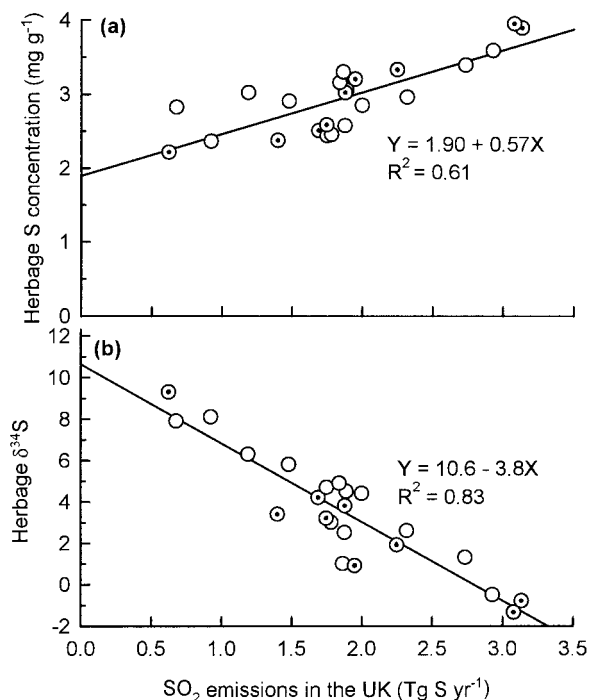 (a)
Herbage S concentration (mg g⁻¹)
4
3
2
1
0
Y = 1.90 + 0.57X
R² = 0.61
(b)
Herbage δ³⁴S
12
10
8
6
4
2
0
-2
Y = 10.6 - 3.8X
R² = 0.83
0.0 0.5 1.0 1.5 2.0 2.5 3.0 3.5
SO₂ emissions in the UK (Tg S yr⁻¹)